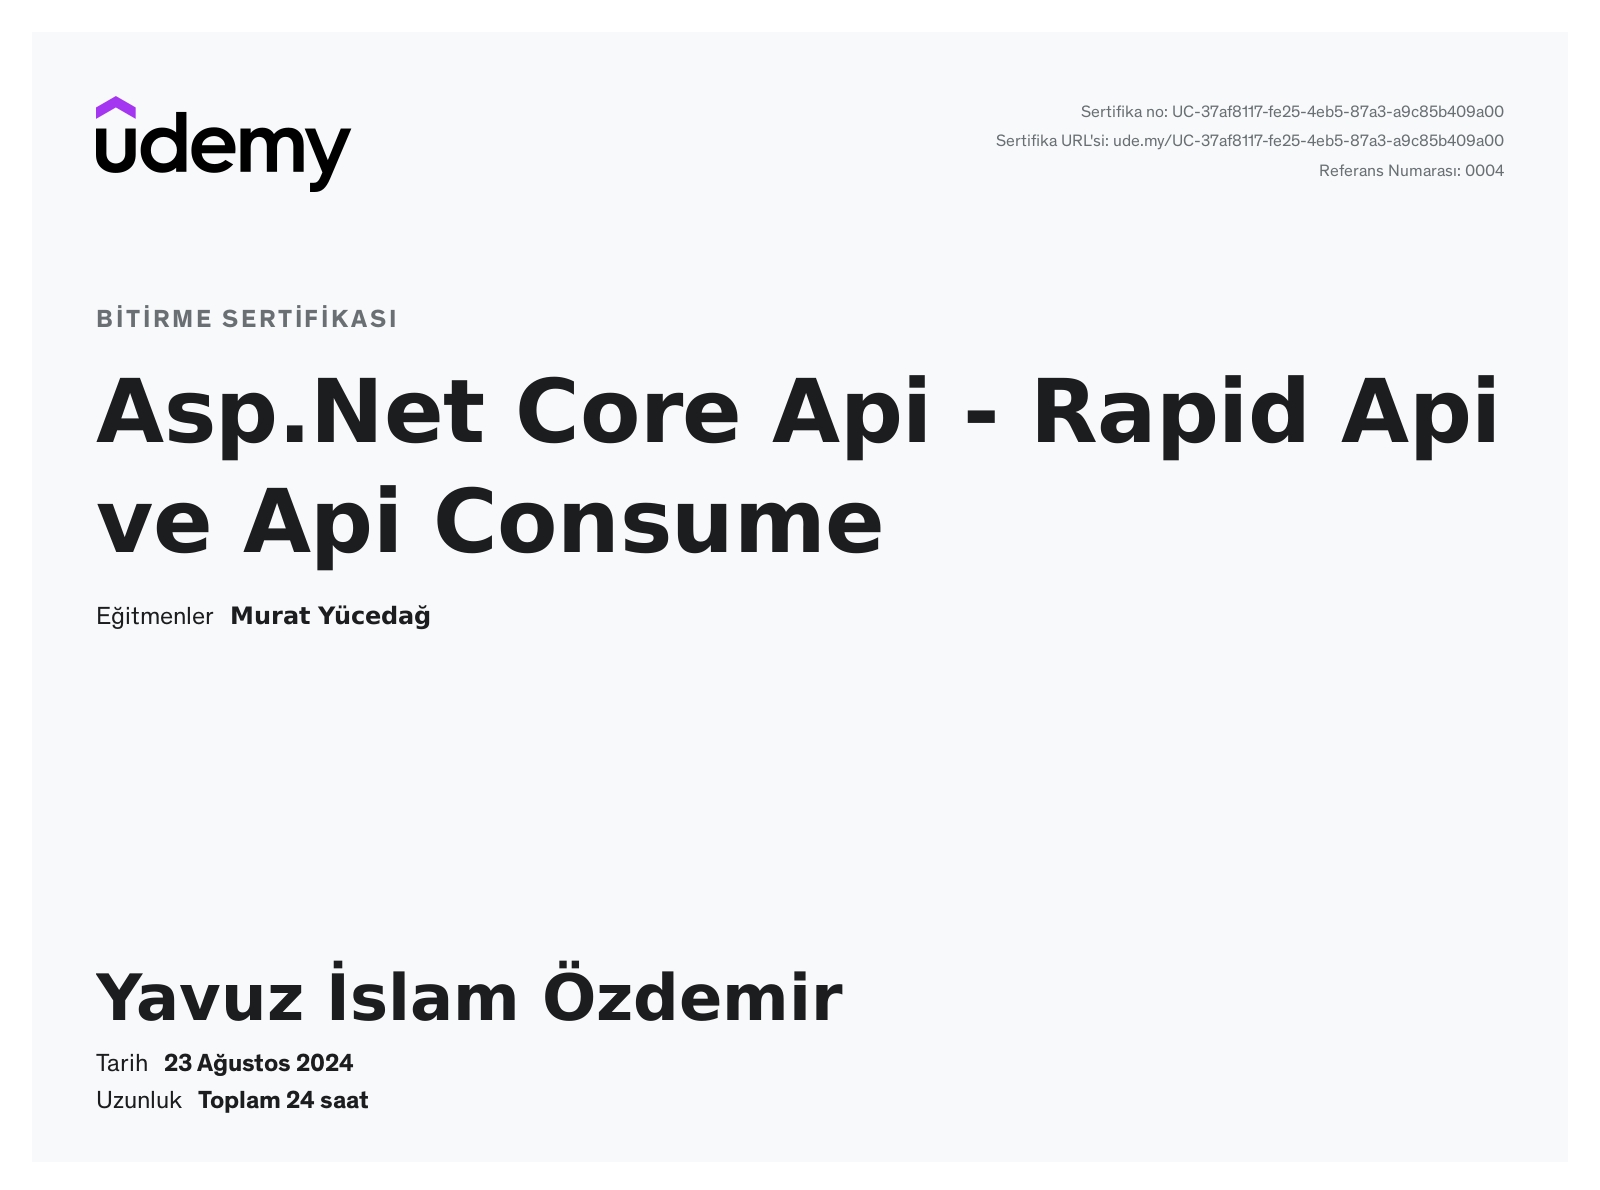 udemy
Sertifika no: UC-37af8117-fe25-4eb5-87a3-a9c85b409a00
Sertifika URL'si: ude.my/UC-37af8117-fe25-4eb5-87a3-a9c85b409a00
Referans Numarası: 0004
BİTİRME SERTİFİKASI
Asp.Net Core Api - Rapid Api
ve Api Consume
Eğitmenler Murat Yücedağ
Yavuz İslam Özdemir
Tarih 23 Ağustos 2024
Uzunluk Toplam 24 saat